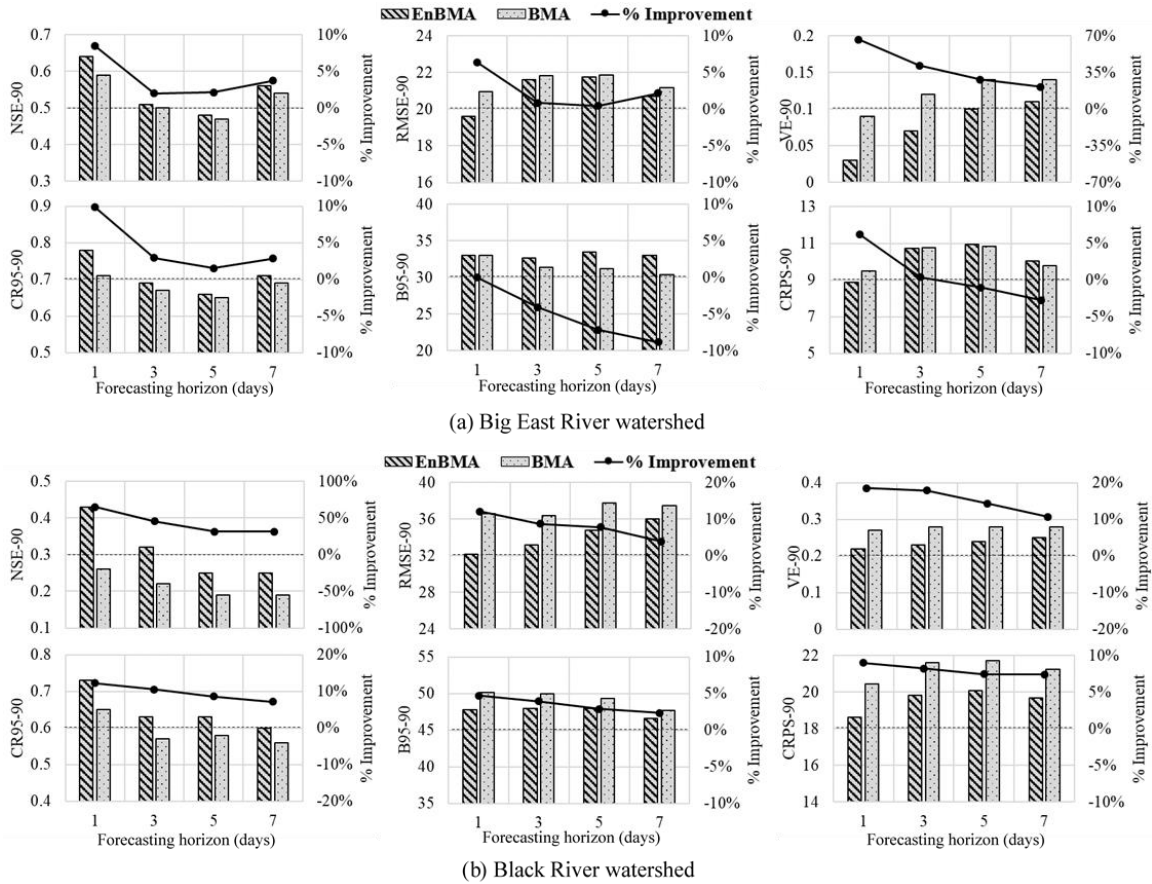 EnBMA BMA % Improvement
0.7 0.6 0.5 0.4 0.3
NSE-90
10% 5% 0% -5% -10%
% Improvement
24 22 20 18 16
RMSE-90
10% 5% 0% -5% -10%
% Improvement
0.2 0.15 0.1 0.05 0
VE-90
70% 35% 0% -35% -70%
% Improvement
0.9 0.8 0.7 0.6 0.5
CR95-90
10% 5% 0% -5% -10%
% Improvement
1 3 5 7
Forecasting horizon (days)
40 35 30 25 20
B95-90
10% 5% 0% -5% -10%
% Improvement
1 3 5 7
Forecasting horizon (days)
13 11 9 7 5
CRPS-90
10% 5% 0% -5% -10%
% Improvement
1 3 5 7
Forecasting horizon (days)
(a) Big East River watershed
EnBMA BMA % Improvement
0.5 0.4 0.3 0.2 0.1
NSE-90
100% 50% 0% -50% -100%
% Improvement
40 36 32 28 24
RMSE-90
20% 10% 0% -10% -20%
% Improvement
0.4 0.3 0.2 0.1 0
VE-90
20% 10% 0% -10% -20%
% Improvement
0.8 0.7 0.6 0.5 0.4
CR95-90
20% 10% 0% -10% -20%
% Improvement
1 3 5 7
Forecasting horizon (days)
55 50 45 40 35
B95-90
10% 5% 0% -5% -10%
% Improvement
1 3 5 7
Forecasting horizon (days)
22 20 18 16 14
CRPS-90
10% 5% 0% -5% -10%
% Improvement
1 3 5 7
Forecasting horizon (days)
(b) Black River watershed